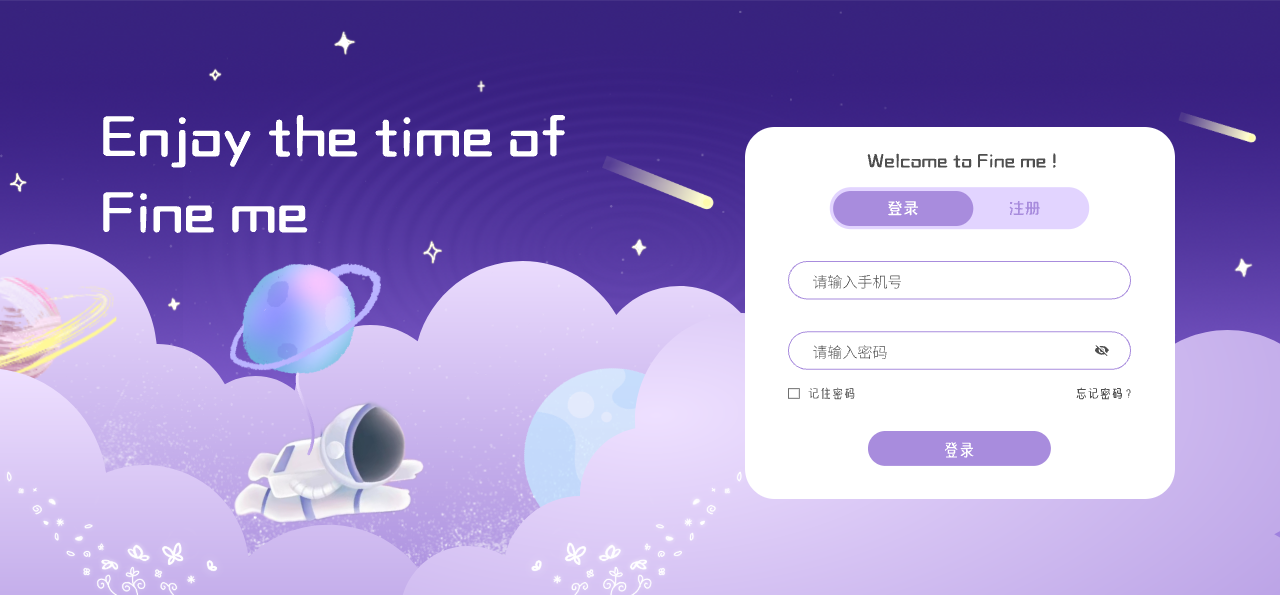 Enjoy the time of
Fine me
Welcome to Fine me !
登录
注册
请输入手机号
请输入密码
记住密码
忘记密码 ?
登录